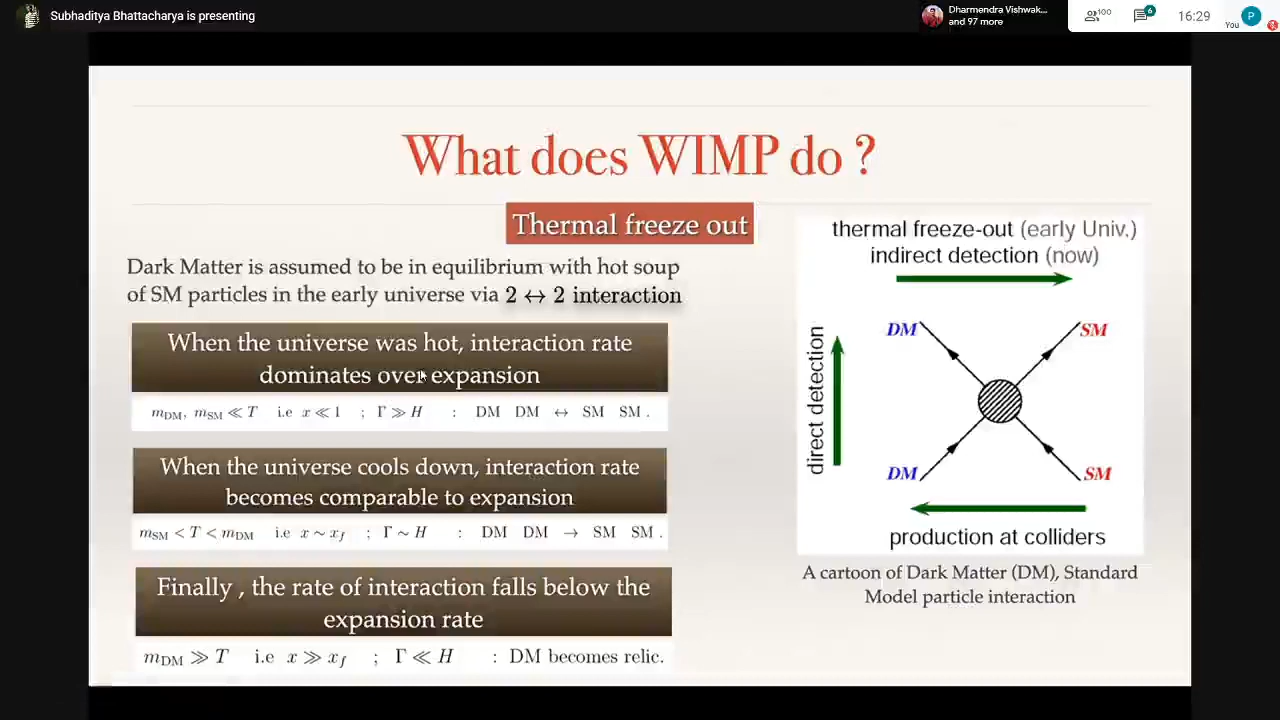 Subhaditya Bhattacharya is presenting
Dharmendra Vishwak...
and 97 more
100
6
16:29
You
P
What does WIMP do ?
Thermal freeze out
Dark Matter is assumed to be in equilibrium with hot soup
of SM particles in the early universe via 2 ↔ 2 interaction
When the universe was hot, interaction rate
dominates over expansion
m_DM, m_SM ≪ T i.e x ≪ 1 ; Γ ≫ H : DM DM ↔ SM SM .
When the universe cools down, interaction rate
becomes comparable to expansion
m_SM < T < m_DM i.e x ∼ x_f ; Γ ∼ H : DM DM → SM SM .
Finally , the rate of interaction falls below the
expansion rate
m_DM ≫ T i.e x ≫ x_f ; Γ ≪ H : DM becomes relic.
thermal freeze-out (early Univ.)
indirect detection (now)
DM
SM
direct detection
DM
SM
production at colliders
A cartoon of Dark Matter (DM), Standard
Model particle interaction